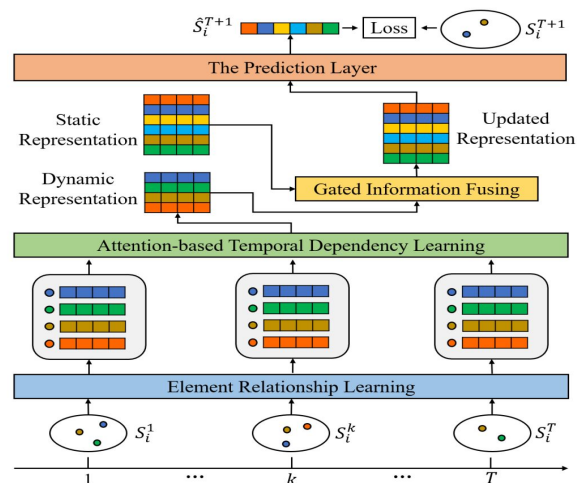 Ŝ_i^{T+1}
Loss
S_i^{T+1}
The Prediction Layer
Static
Representation
Updated
Representation
Dynamic
Representation
Gated Information Fusing
Attention-based Temporal Dependency Learning
Element Relationship Learning
S_i^1
S_i^k
S_i^T
1 ... k ... T